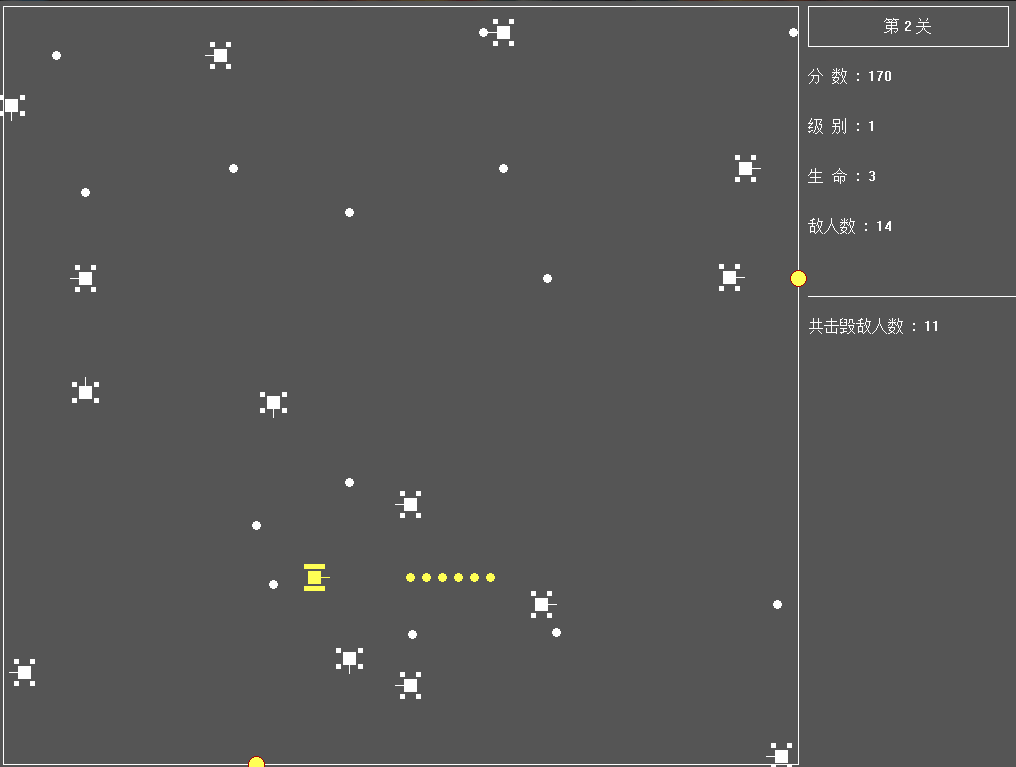 第 2 关
分 数 : 170
级 别 : 1
生 命 : 3
敌人数 : 14
共击毁敌人数 : 11